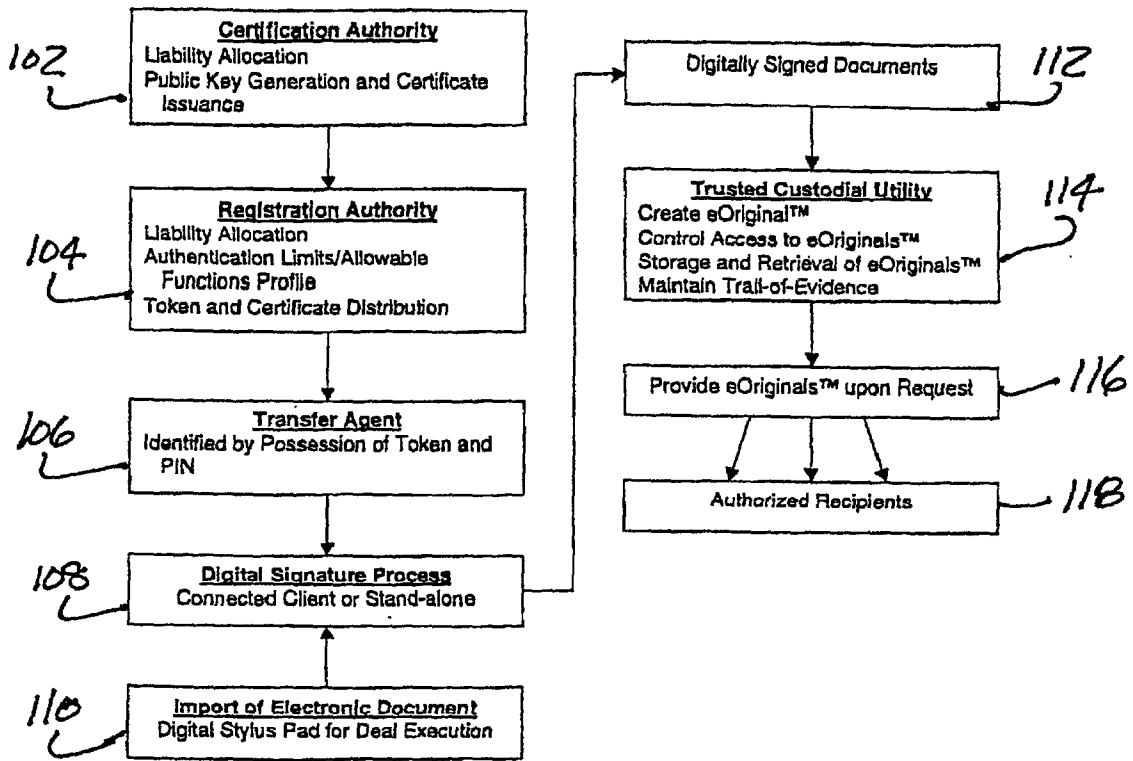 102
Certification Authority
Liability Allocation
Public Key Generation and Certificate
Issuance
104
Registration Authority
Liability Allocation
Authentication Limits/Allowable
Functions Profile
Token and Certificate Distribution
106
Transfer Agent
Identified by Possession of Token and
PIN
108
Digital Signature Process
Connected Client or Stand-alone
110
Import of Electronic Document
Digital Stylus Pad for Deal Execution
Digitally Signed Documents
112
Trusted Custodial Utility
Create eOriginal™
Control Access to eOriginals™
Storage and Retrieval of eOriginals™
Maintain Trail-of-Evidence
114
Provide eOriginals™ upon Request
116
Authorized Recipients
118